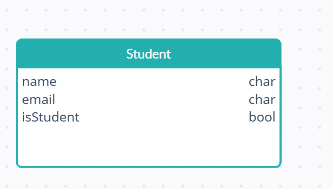 Student
name char
email char
isStudent bool